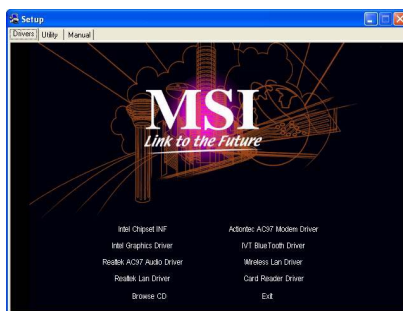 Setup
Drivers Utility Manual
MSI
Link to the Future
Intel Chipset INF
Actiontec AC97 Modem Driver
Intel Graphics Driver
IVT BlueTooth Driver
Realtek AC97 Audio Driver
Wireless Lan Driver
Realtek Lan Driver
Card Reader Driver
Browse CD
Exit